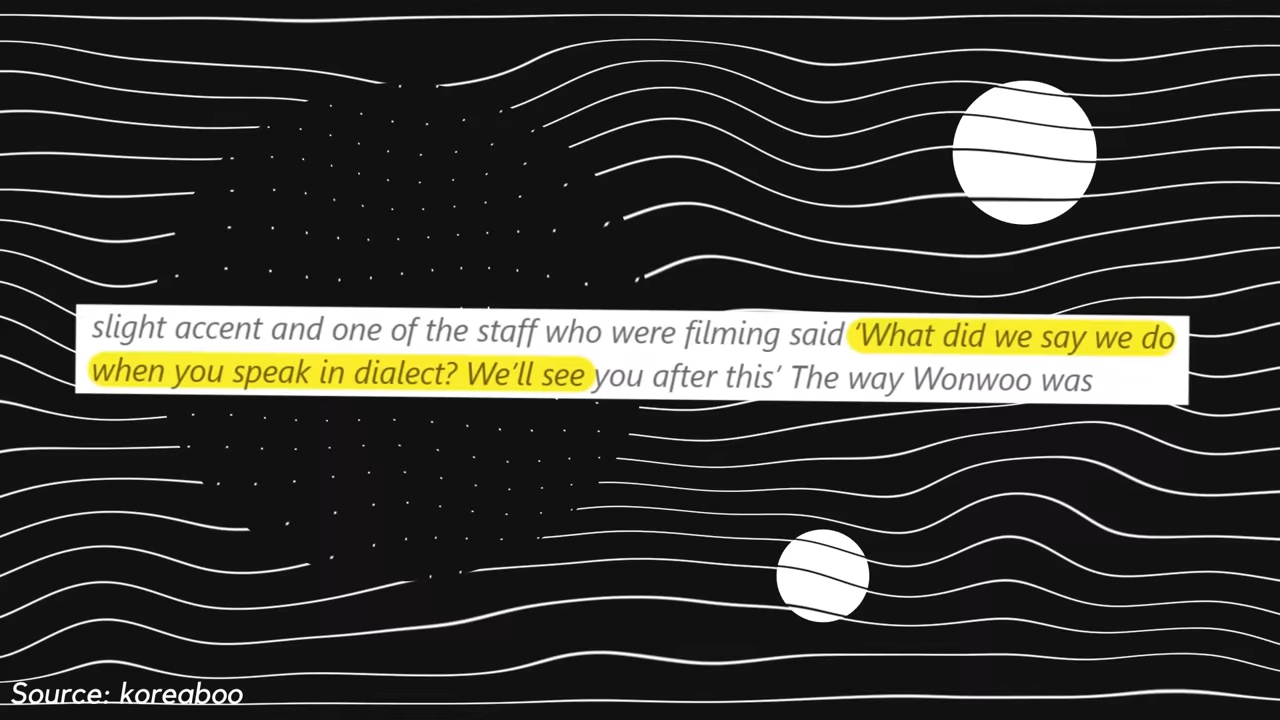 slight accent and one of the staff who were filming said ‘What did we say we do
when you speak in dialect? We’ll see you after this’ The way Wonwoo was
Source: koreaboo